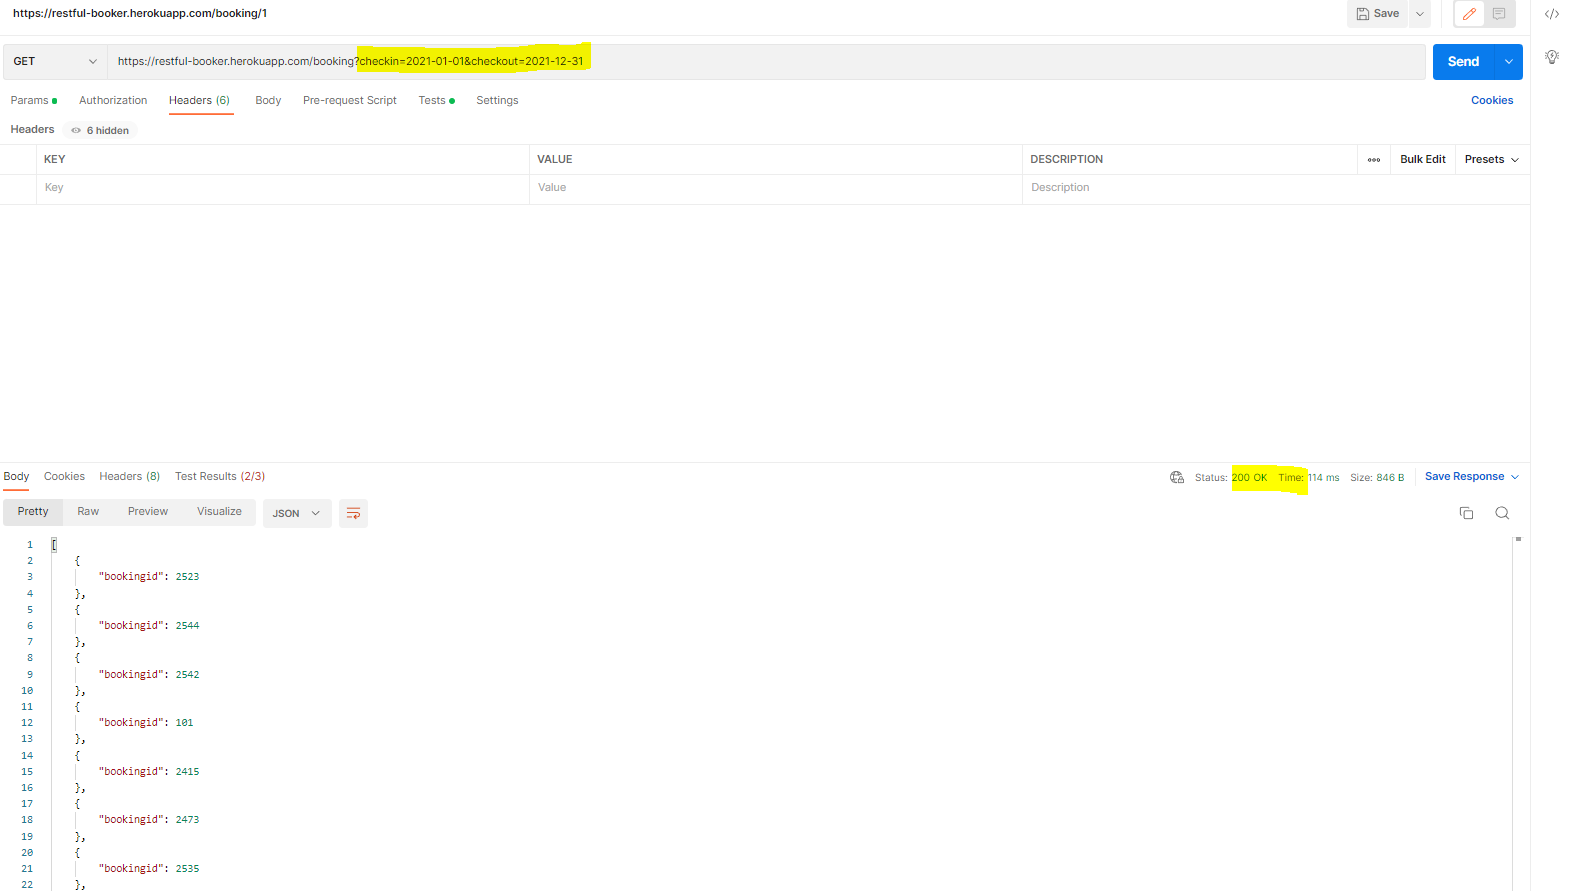 https://restful-booker.herokuapp.com/booking/1 Save
GET https://restful-booker.herokuapp.com/booking?checkin=2021-01-01&checkout=2021-12-31 Send
Params Authorization Headers (6) Body Pre-request Script Tests Settings Cookies
Headers 6 hidden
KEY VALUE DESCRIPTION ooo Bulk Edit Presets
Key Value Description
Body Cookies Headers (8) Test Results (2/3) Status: 200 OK Time: 114 ms Size: 846 B Save Response
Pretty Raw Preview Visualize JSON
1 [
2 {
3 "bookingid": 2523
4 },
5 {
6 "bookingid": 2544
7 },
8 {
9 "bookingid": 2542
10 },
11 {
12 "bookingid": 101
13 },
14 {
15 "bookingid": 2415
16 },
17 {
18 "bookingid": 2473
19 },
20 {
21 "bookingid": 2535
22 },